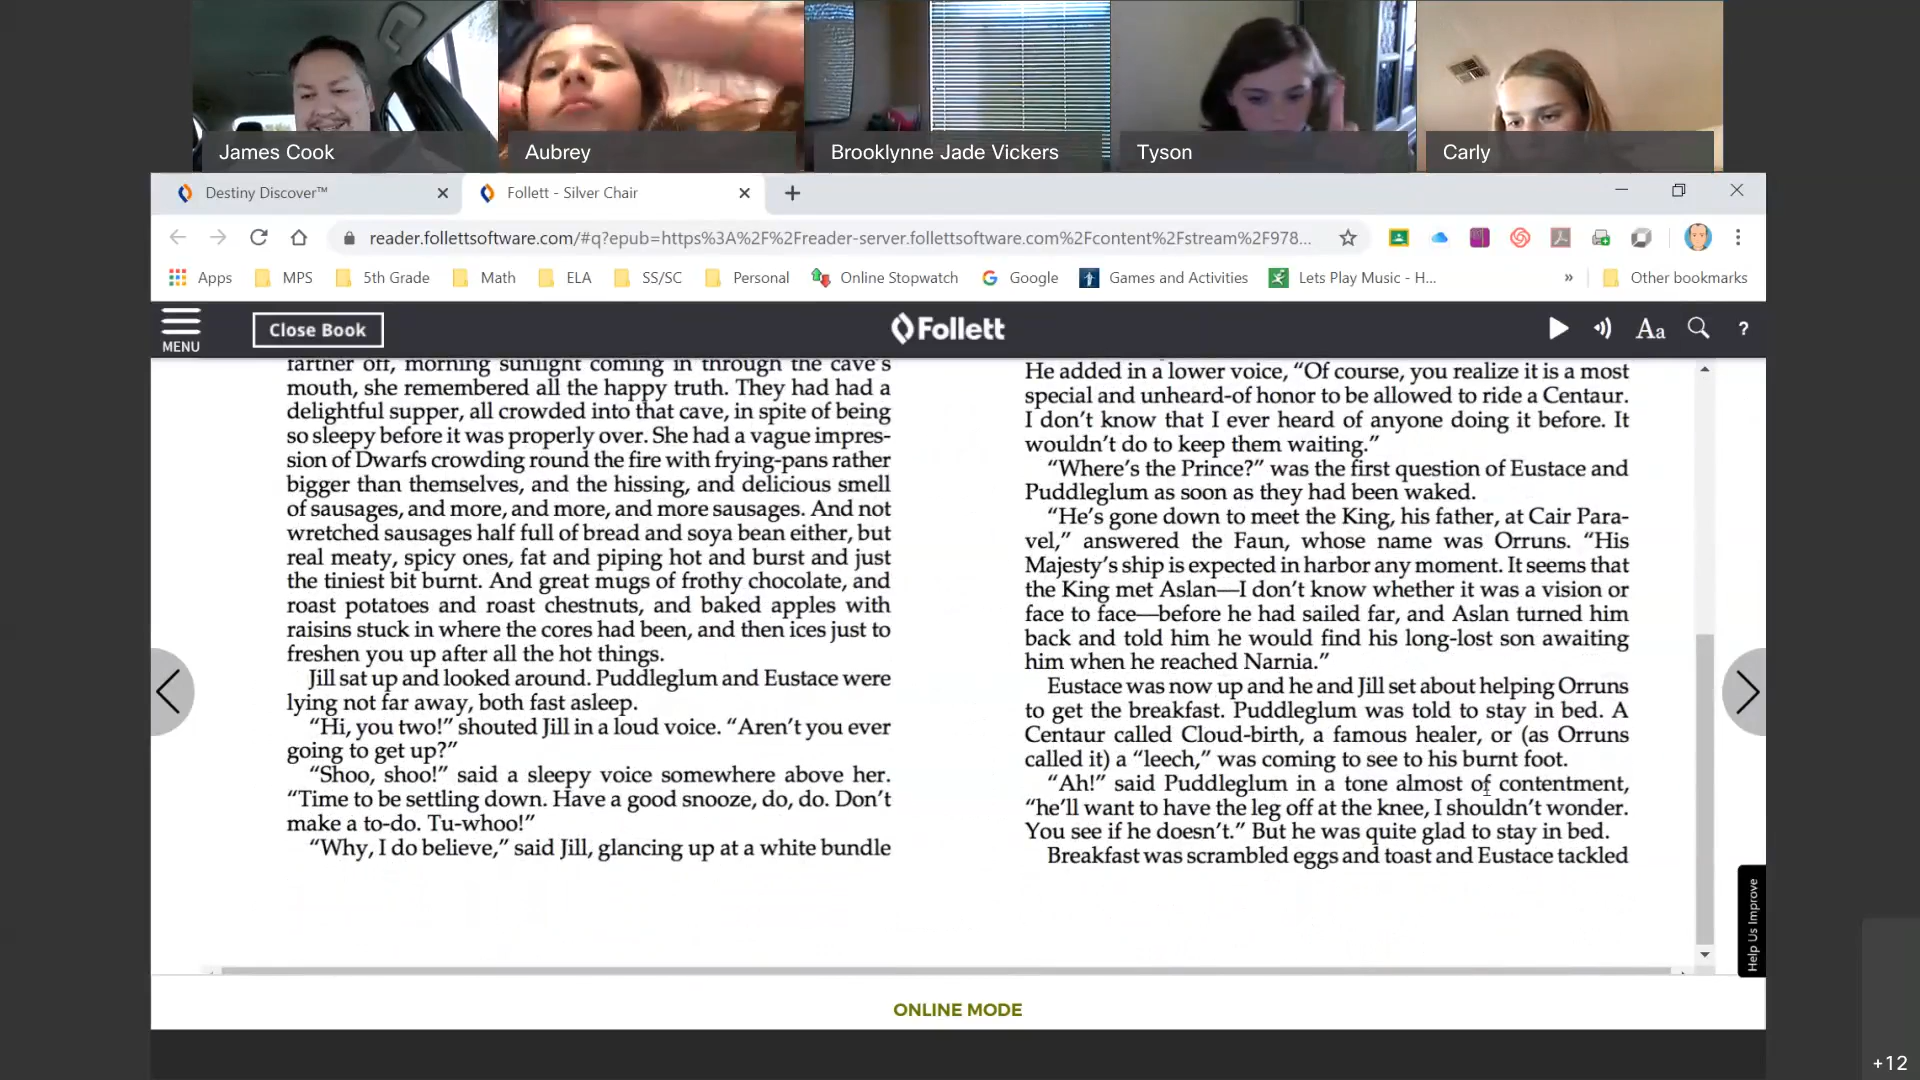 James Cook
Aubrey
Brooklynne Jade Vickers
Tyson
Carly
Destiny Discover™
Follett - Silver Chair
reader.follettsoftware.com/#q?epub=https%3A%2F%2Freader-server.follettsoftware.com%2Fcontent%2Fstream%2F978...
Apps MPS 5th Grade Math ELA SS/SC Personal Online Stopwatch Google Games and Activities Lets Play Music - H... » Other bookmarks
MENU
Close Book
Follett
Aa
?
farther off, morning sunlight coming in through the cave's
mouth, she remembered all the happy truth. They had had a
delightful supper, all crowded into that cave, in spite of being
so sleepy before it was properly over. She had a vague impres-
sion of Dwarfs crowding round the fire with frying-pans rather
bigger than themselves, and the hissing, and delicious smell
of sausages, and more, and more, and more sausages. And not
wretched sausages half full of bread and soya bean either, but
real meaty, spicy ones, fat and piping hot and burst and just
the tiniest bit burnt. And great mugs of frothy chocolate, and
roast potatoes and roast chestnuts, and baked apples with
raisins stuck in where the cores had been, and then ices just to
freshen you up after all the hot things.
Jill sat up and looked around. Puddleglum and Eustace were
lying not far away, both fast asleep.
“Hi, you two!” shouted Jill in a loud voice. “Aren't you ever
going to get up?”
“Shoo, shoo!” said a sleepy voice somewhere above her.
“Time to be settling down. Have a good snooze, do, do. Don't
make a to-do. Tu-whoo!”
“Why, I do believe,” said Jill, glancing up at a white bundle
He added in a lower voice, “Of course, you realize it is a most
special and unheard-of honor to be allowed to ride a Centaur.
I don't know that I ever heard of anyone doing it before. It
wouldn't do to keep them waiting.”
“Where's the Prince?” was the first question of Eustace and
Puddleglum as soon as they had been waked.
“He's gone down to meet the King, his father, at Cair Para-
vel,” answered the Faun, whose name was Orruns. “His
Majesty's ship is expected in harbor any moment. It seems that
the King met Aslan—I don't know whether it was a vision or
face to face—before he had sailed far, and Aslan turned him
back and told him he would find his long-lost son awaiting
him when he reached Narnia.”
Eustace was now up and he and Jill set about helping Orruns
to get the breakfast. Puddleglum was told to stay in bed. A
Centaur called Cloud-birth, a famous healer, or (as Orruns
called it) a “leech,” was coming to see to his burnt foot.
“Ah!” said Puddleglum in a tone almost of contentment,
“he'll want to have the leg off at the knee, I shouldn't wonder.
You see if he doesn't.” But he was quite glad to stay in bed.
Breakfast was scrambled eggs and toast and Eustace tackled
Help Us Improve
ONLINE MODE
+12